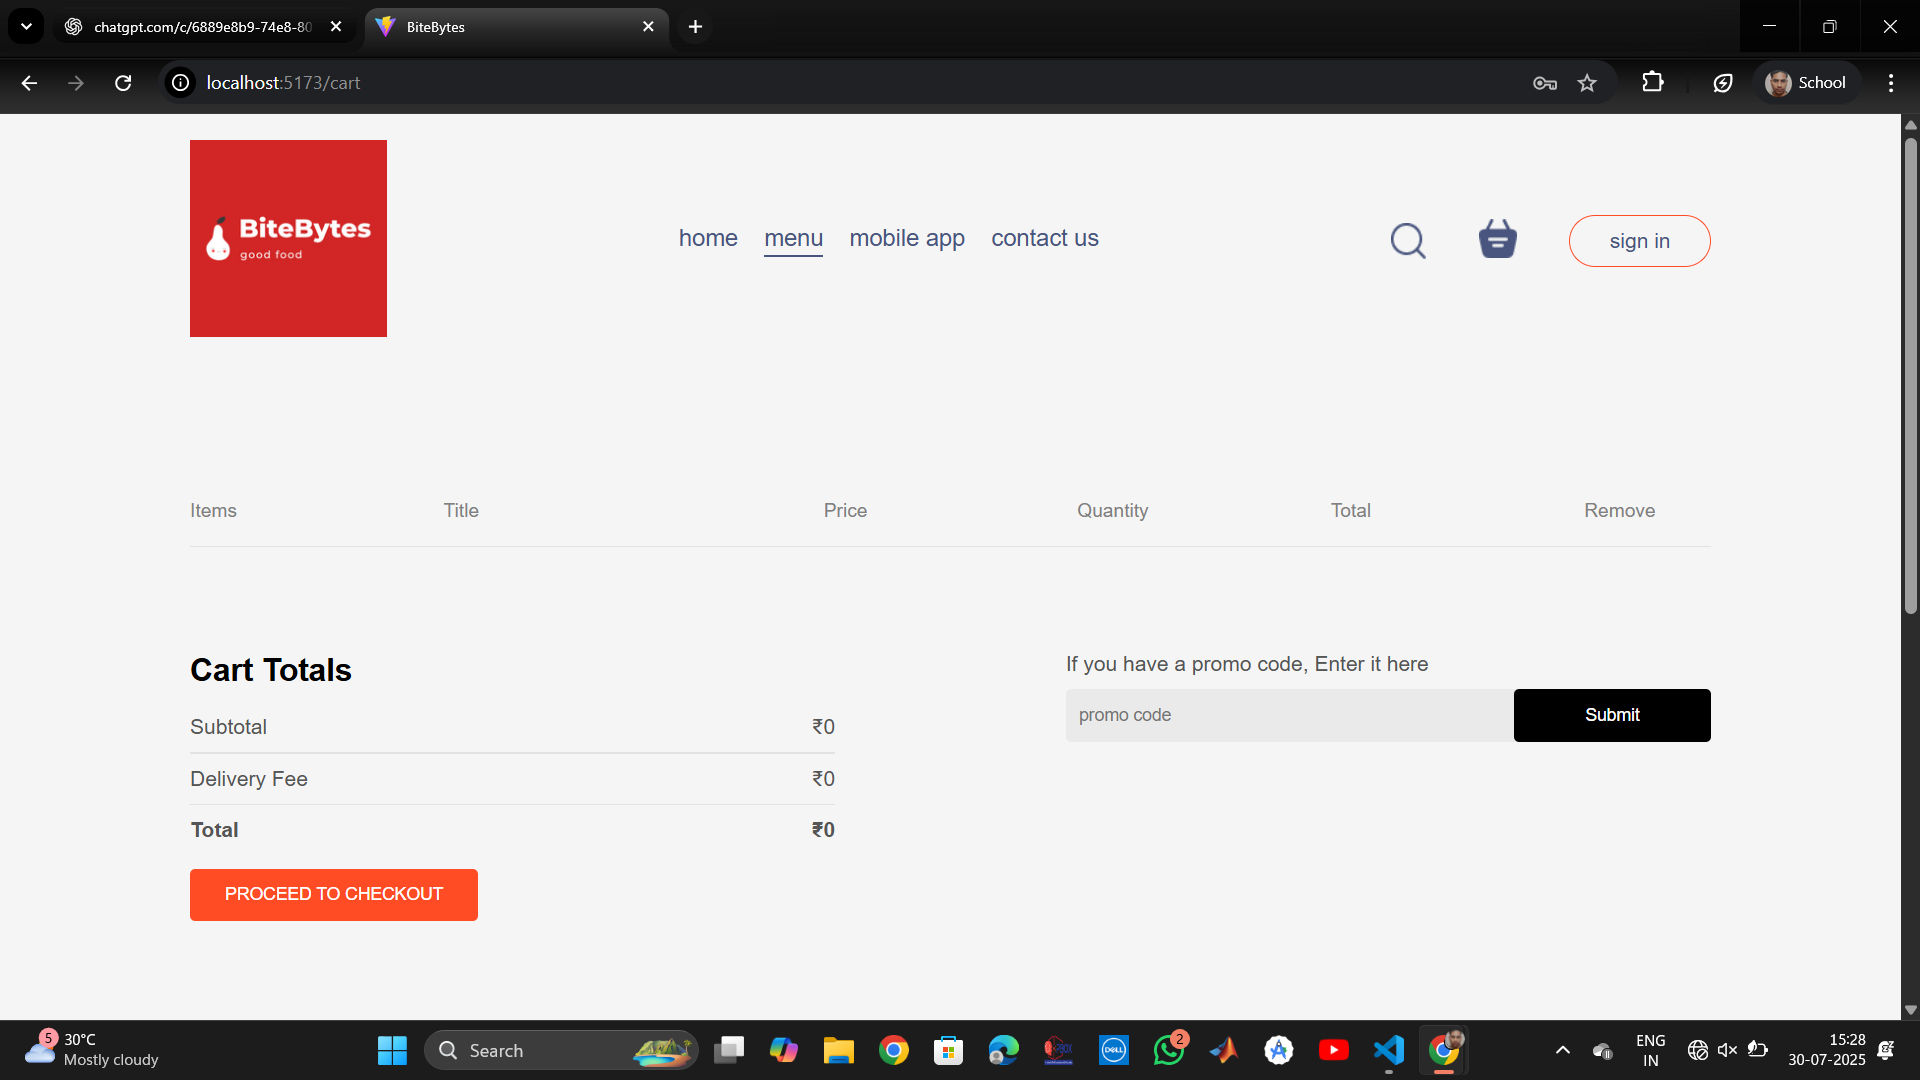 chatgpt.com/c/6889e8b9-74e8-80
BiteBytes
localhost:5173/cart
School
BiteBytes
good food
home menu mobile app contact us
sign in
Items Title Price Quantity Total Remove
Cart Totals
Subtotal ₹0
Delivery Fee ₹0
Total ₹0
PROCEED TO CHECKOUT
If you have a promo code, Enter it here
promo code
Submit
5
30°C
Mostly cloudy
Search
DELL
2
ENG
IN
15:28
30-07-2025